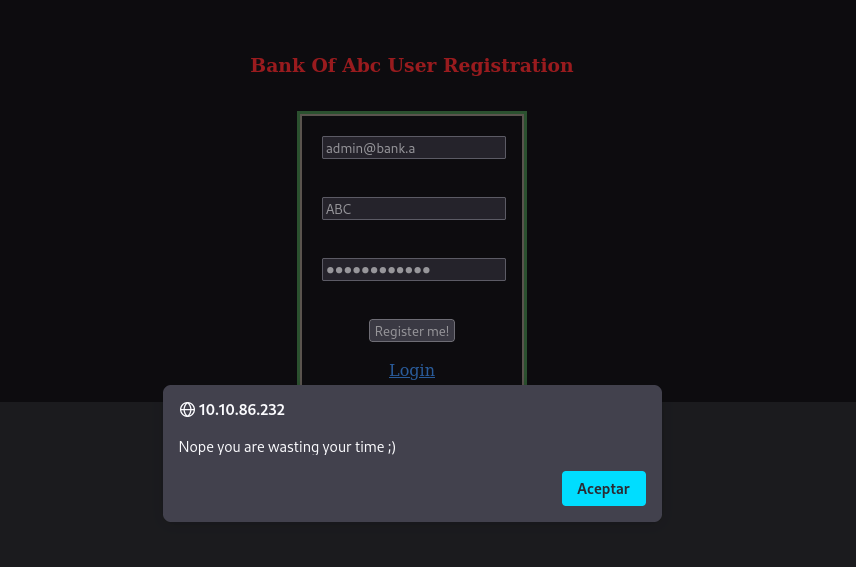 Bank Of Abc User Registration
admin@bank.a
ABC
●●●●●●●●●●●●
Register me!
Login
10.10.86.232
Nope you are wasting your time ;)
Aceptar